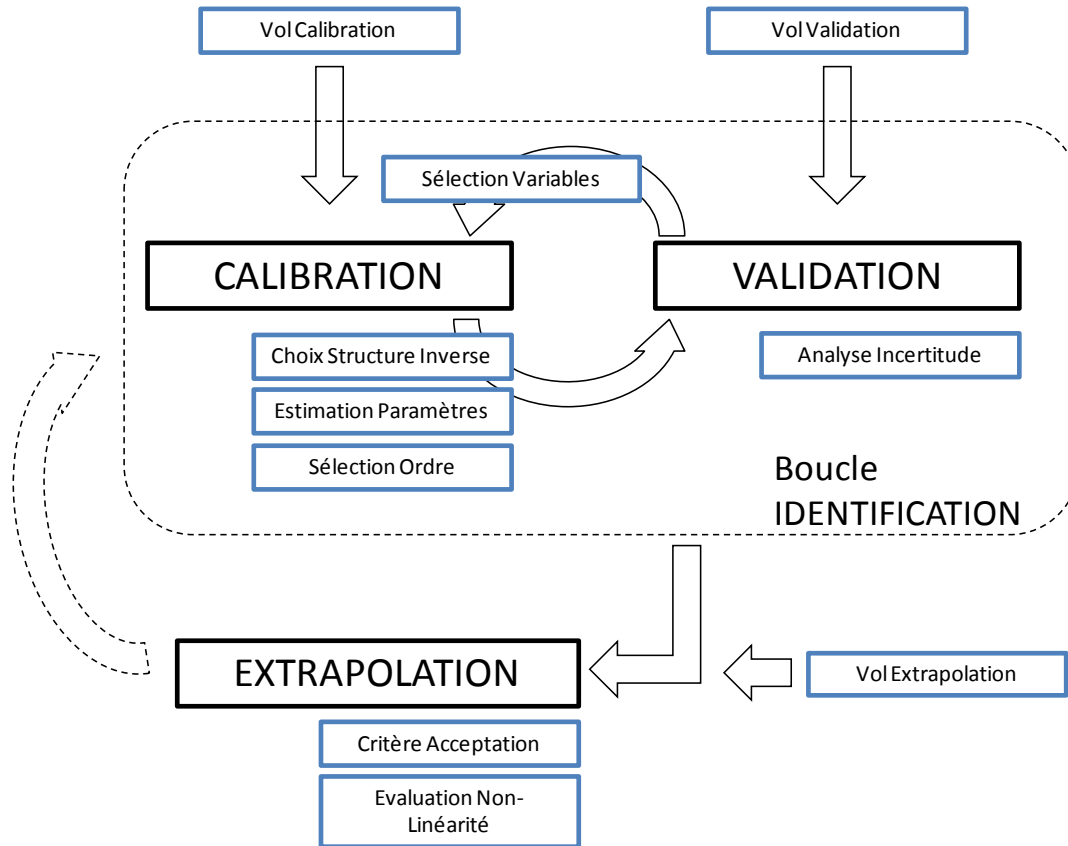 Vol Calibration
Vol Validation
Sélection Variables
CALIBRATION
VALIDATION
Choix Structure Inverse
Analyse Incertitude
Estimation Paramètres
Sélection Ordre
Boucle
IDENTIFICATION
EXTRAPOLATION
Vol Extrapolation
Critère Acceptation
Evaluation Non-
Linéarité